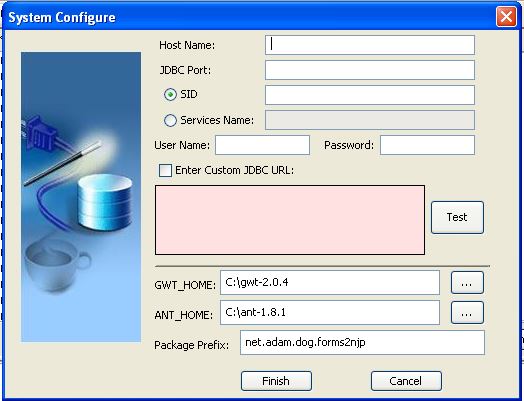 System Configure
Host Name:
JDBC Port:
SID
Services Name:
User Name: Password:
Enter Custom JDBC URL:
Test
GWT_HOME: C:\gwt-2.0.4 ...
ANT_HOME: C:\ant-1.8.1 ...
Package Prefix: net.adam.dog.forms2njp
Finish Cancel